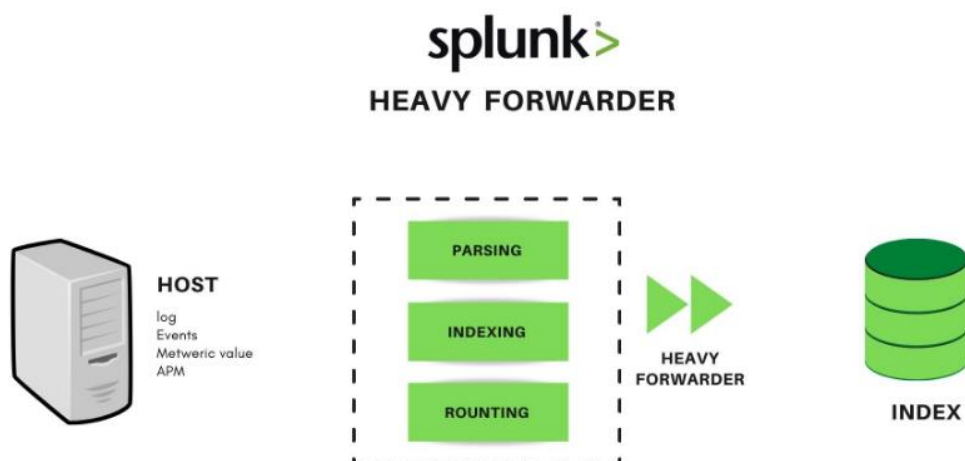 splunk>
HEAVY FORWARDER
HOST
log
Events
Metweric value
APM
PARSING
INDEXING
ROUNTING
HEAVY
FORWARDER
INDEX